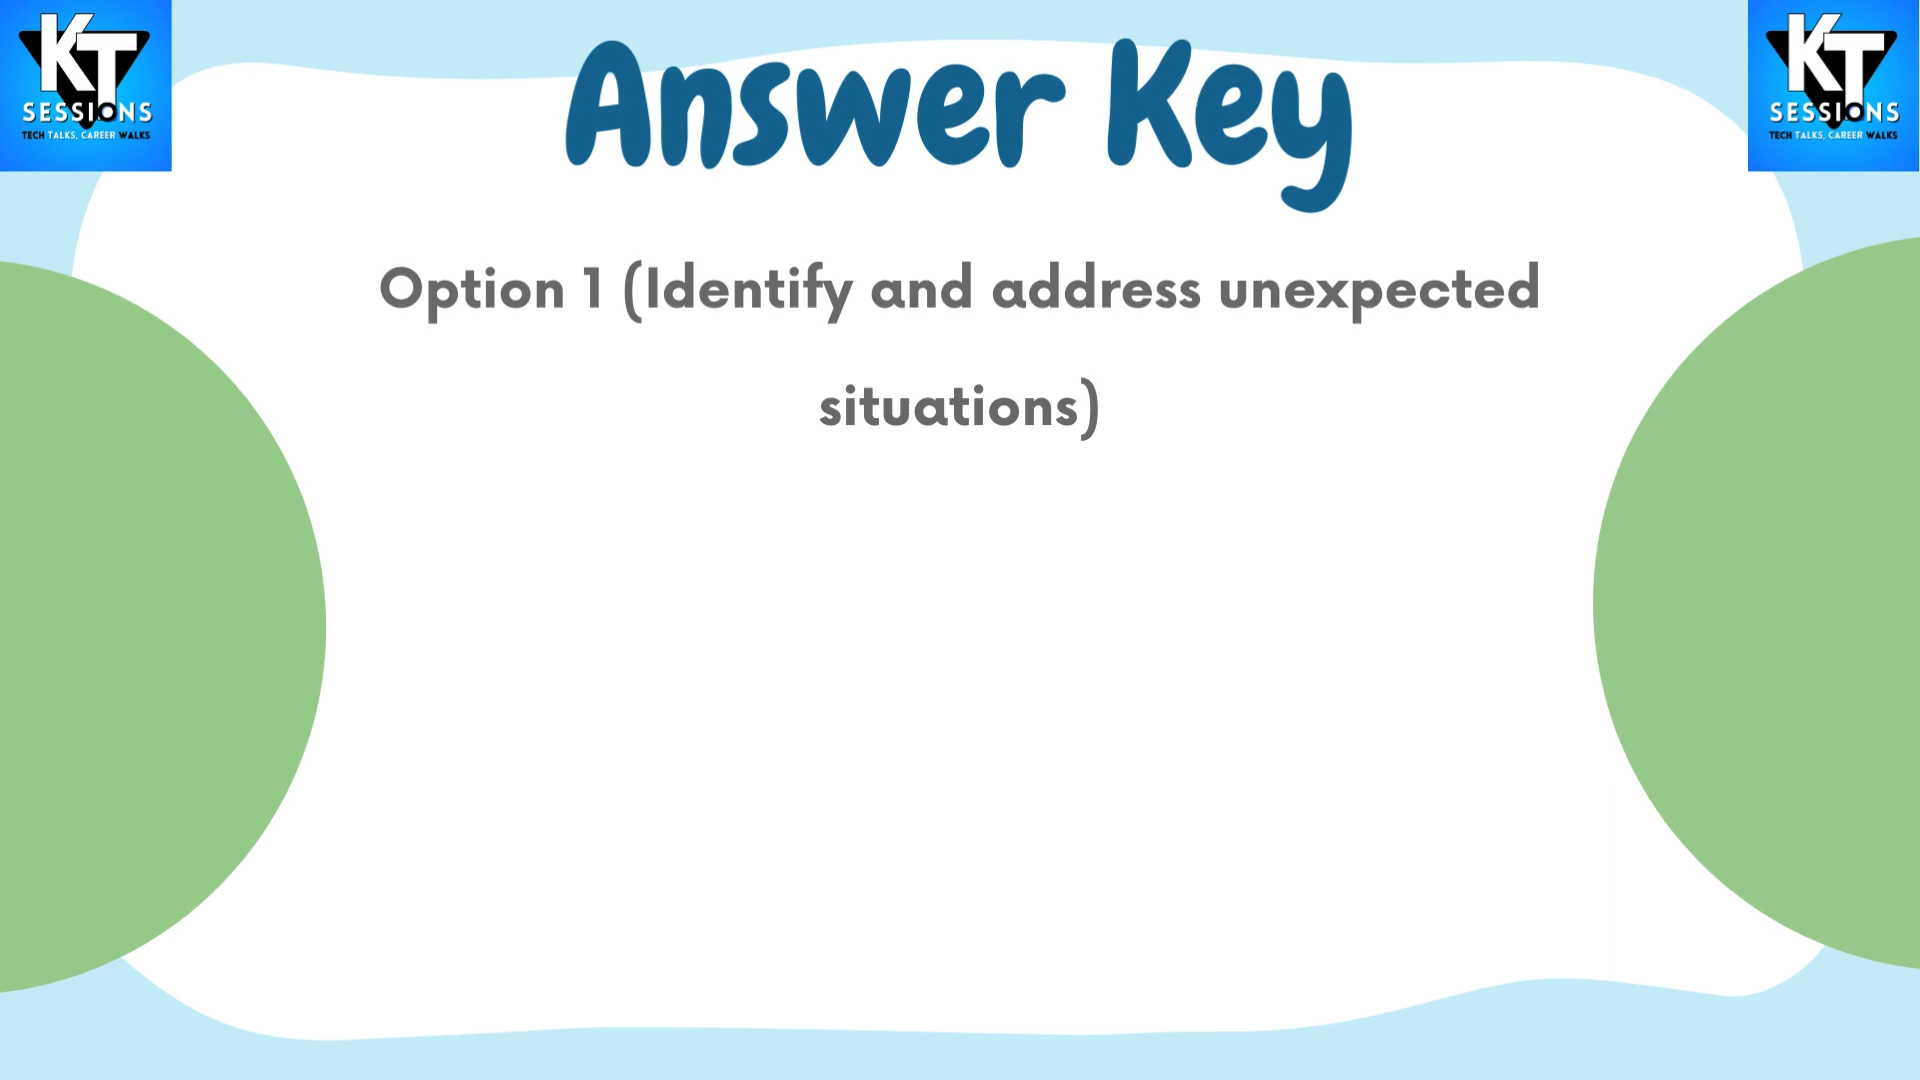 KT
SESSIONS
TECH TALKS, CAREER WALKS
Answer Key
KT
SESSIONS
TECH TALKS, CAREER WALKS
Option 1 (Identify and address unexpected
situations)